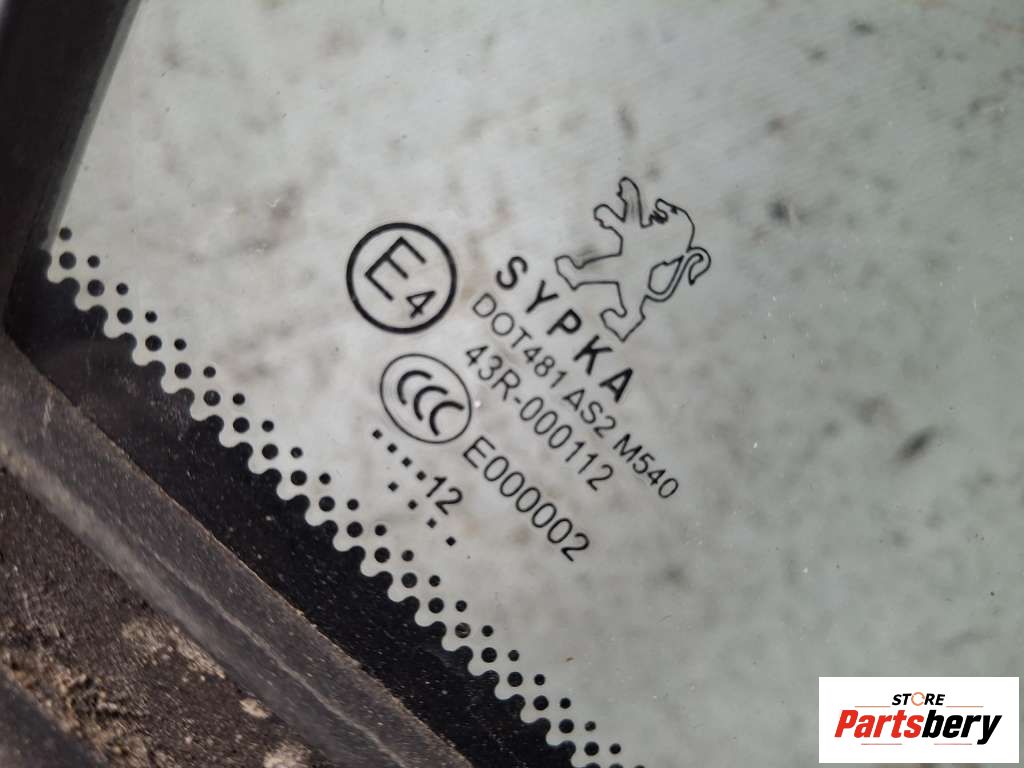 SYPKA
E4
DOT481 AS2 M540
43R-000112
CCC
E000002
12
STORE
Partsbery